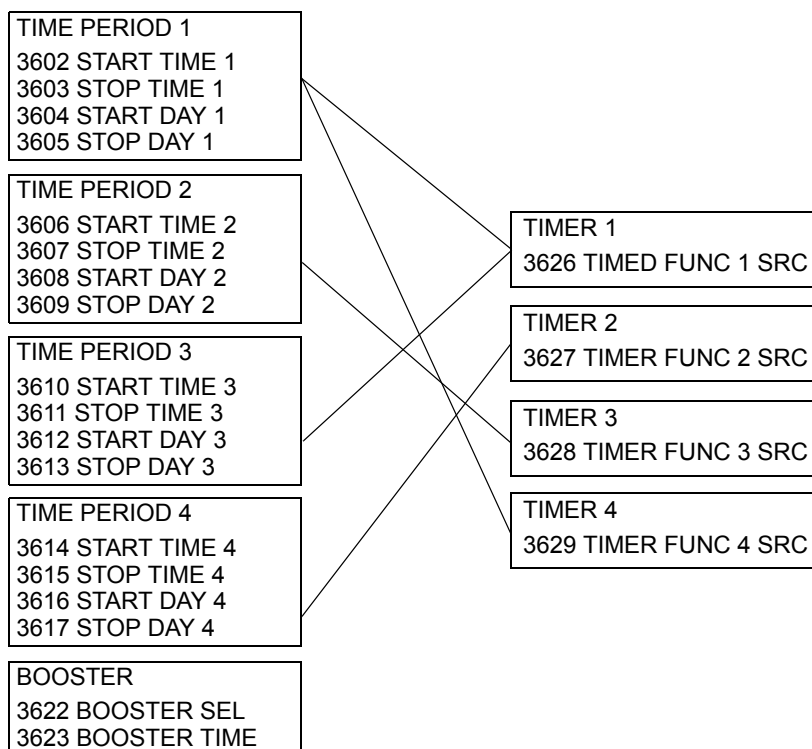 TIME PERIOD 1
3602 START TIME 1
3603 STOP TIME 1
3604 START DAY 1
3605 STOP DAY 1
TIME PERIOD 2
3606 START TIME 2
3607 STOP TIME 2
3608 START DAY 2
3609 STOP DAY 2
TIME PERIOD 3
3610 START TIME 3
3611 STOP TIME 3
3612 START DAY 3
3613 STOP DAY 3
TIME PERIOD 4
3614 START TIME 4
3615 STOP TIME 4
3616 START DAY 4
3617 STOP DAY 4
BOOSTER
3622 BOOSTER SEL
3623 BOOSTER TIME
TIMER 1
3626 TIMED FUNC 1 SRC
TIMER 2
3627 TIMER FUNC 2 SRC
TIMER 3
3628 TIMER FUNC 3 SRC
TIMER 4
3629 TIMER FUNC 4 SRC